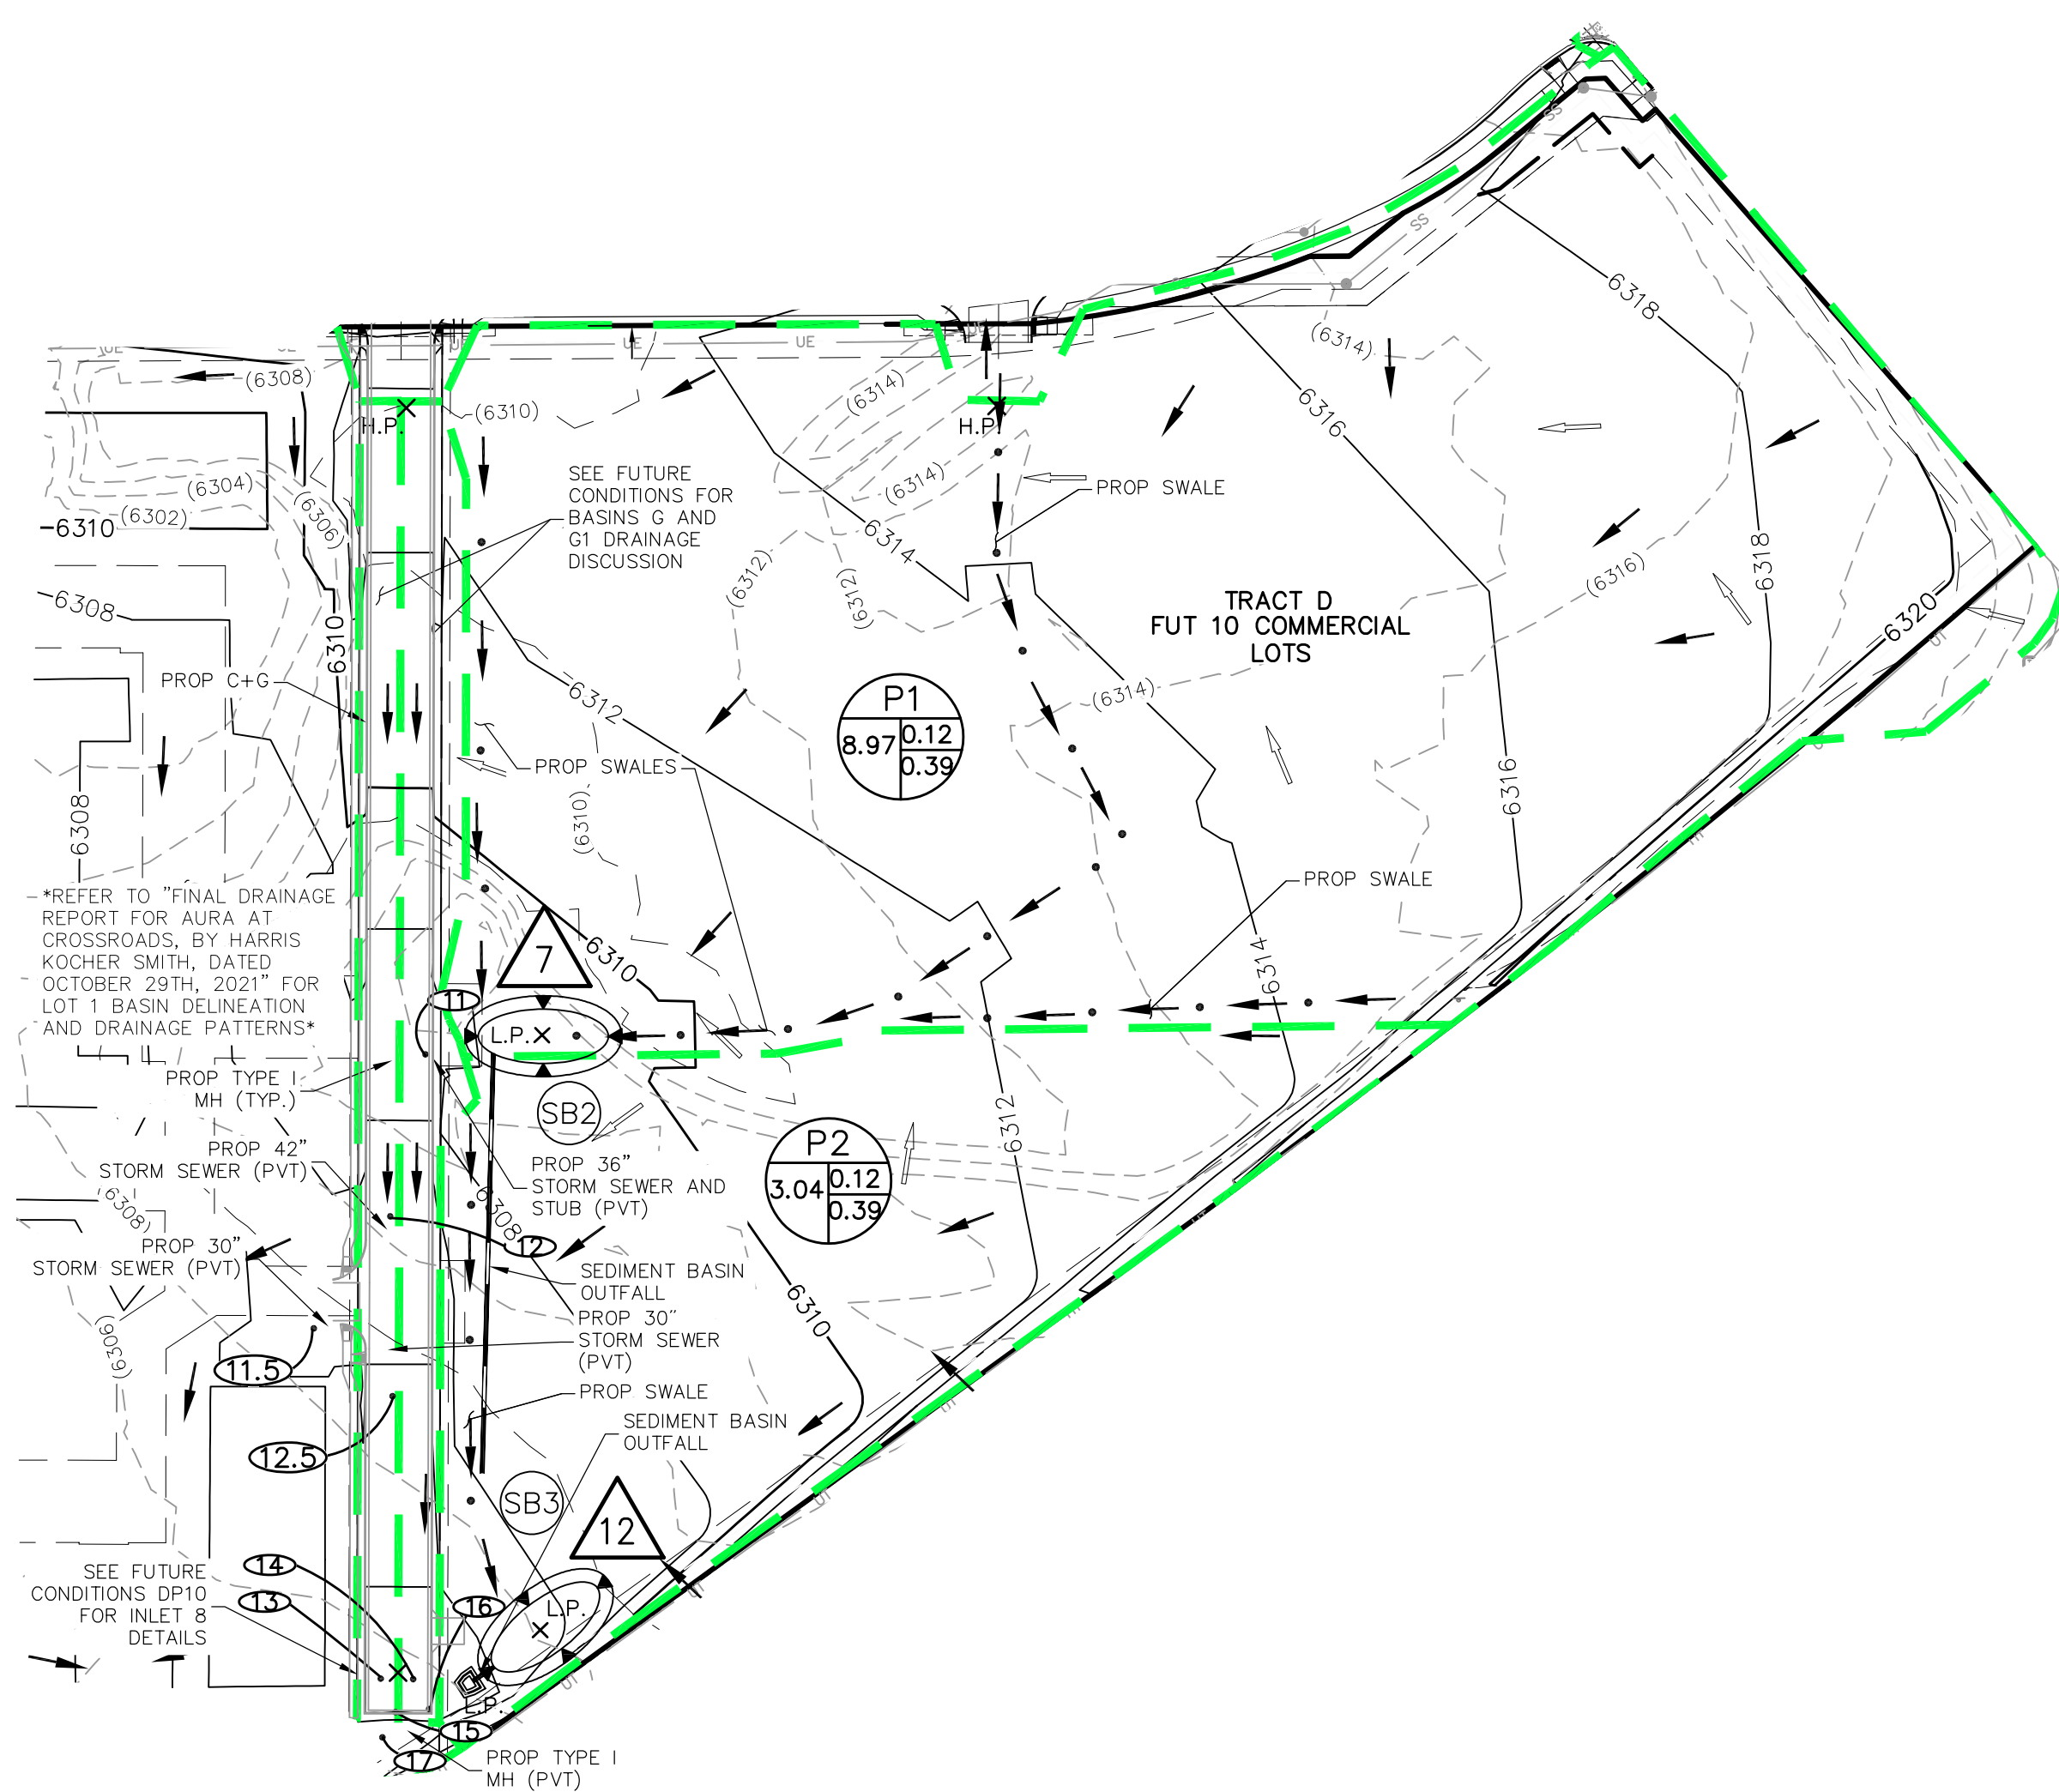 SS
SS
6318
(6314)
6316
(6314)
UE
UE
UE
UE
(6308)
(6310)
H.P.
H.P.
(6304)
(6302)
(6306)
6310
SEE FUTURE
CONDITIONS FOR
BASINS G AND
G1 DRAINAGE
DISCUSSION
(6314)
PROP SWALE
6314
6318
(6316)
(6312)
(6312)
6308
6310
TRACT D
FUT 10 COMMERCIAL
LOTS
6320
PROP C+G
6312
P1
8.97
0.12
0.39
(6314)
PROP SWALES
6316
6308
(6310)
PROP SWALE
*REFER TO "FINAL DRAINAGE
REPORT FOR AURA AT
CROSSROADS, BY HARRIS
KOCHER SMITH, DATED
OCTOBER 29TH, 2021" FOR
LOT 1 BASIN DELINEATION
AND DRAINAGE PATTERNS*
7
6310
6314
11
L.P.
PROP TYPE I
MH (TYP.)
SB2
6312
P2
3.04
0.12
0.39
PROP 42"
STORM SEWER (PVT)
PROP 36"
STORM SEWER AND
STUB (PVT)
(6308)
6308
PROP 30"
STORM SEWER (PVT)
12
SEDIMENT BASIN
OUTFALL
6310
PROP 30"
STORM SEWER
(PVT)
(6306)
11.5
PROP SWALE
SEDIMENT BASIN
OUTFALL
12.5
SB3
12
SEE FUTURE
CONDITIONS DP10
FOR INLET 8
DETAILS
14
13
16
L.P.
L.P.
15
17
PROP TYPE I
MH (PVT)